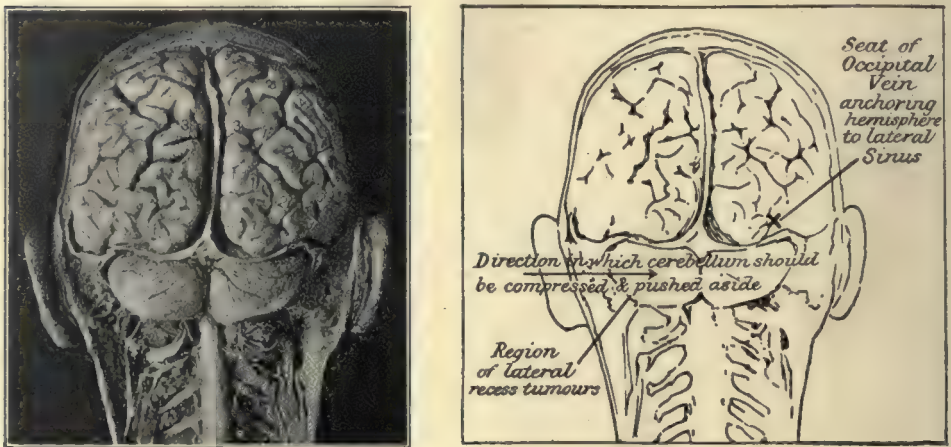 Seat of
Occipital
Vein
anchoring
hemisphere
to lateral
Sinus
Direction in which cerebellum should
be compressed & pushed aside
Region
of lateral
recess tumours